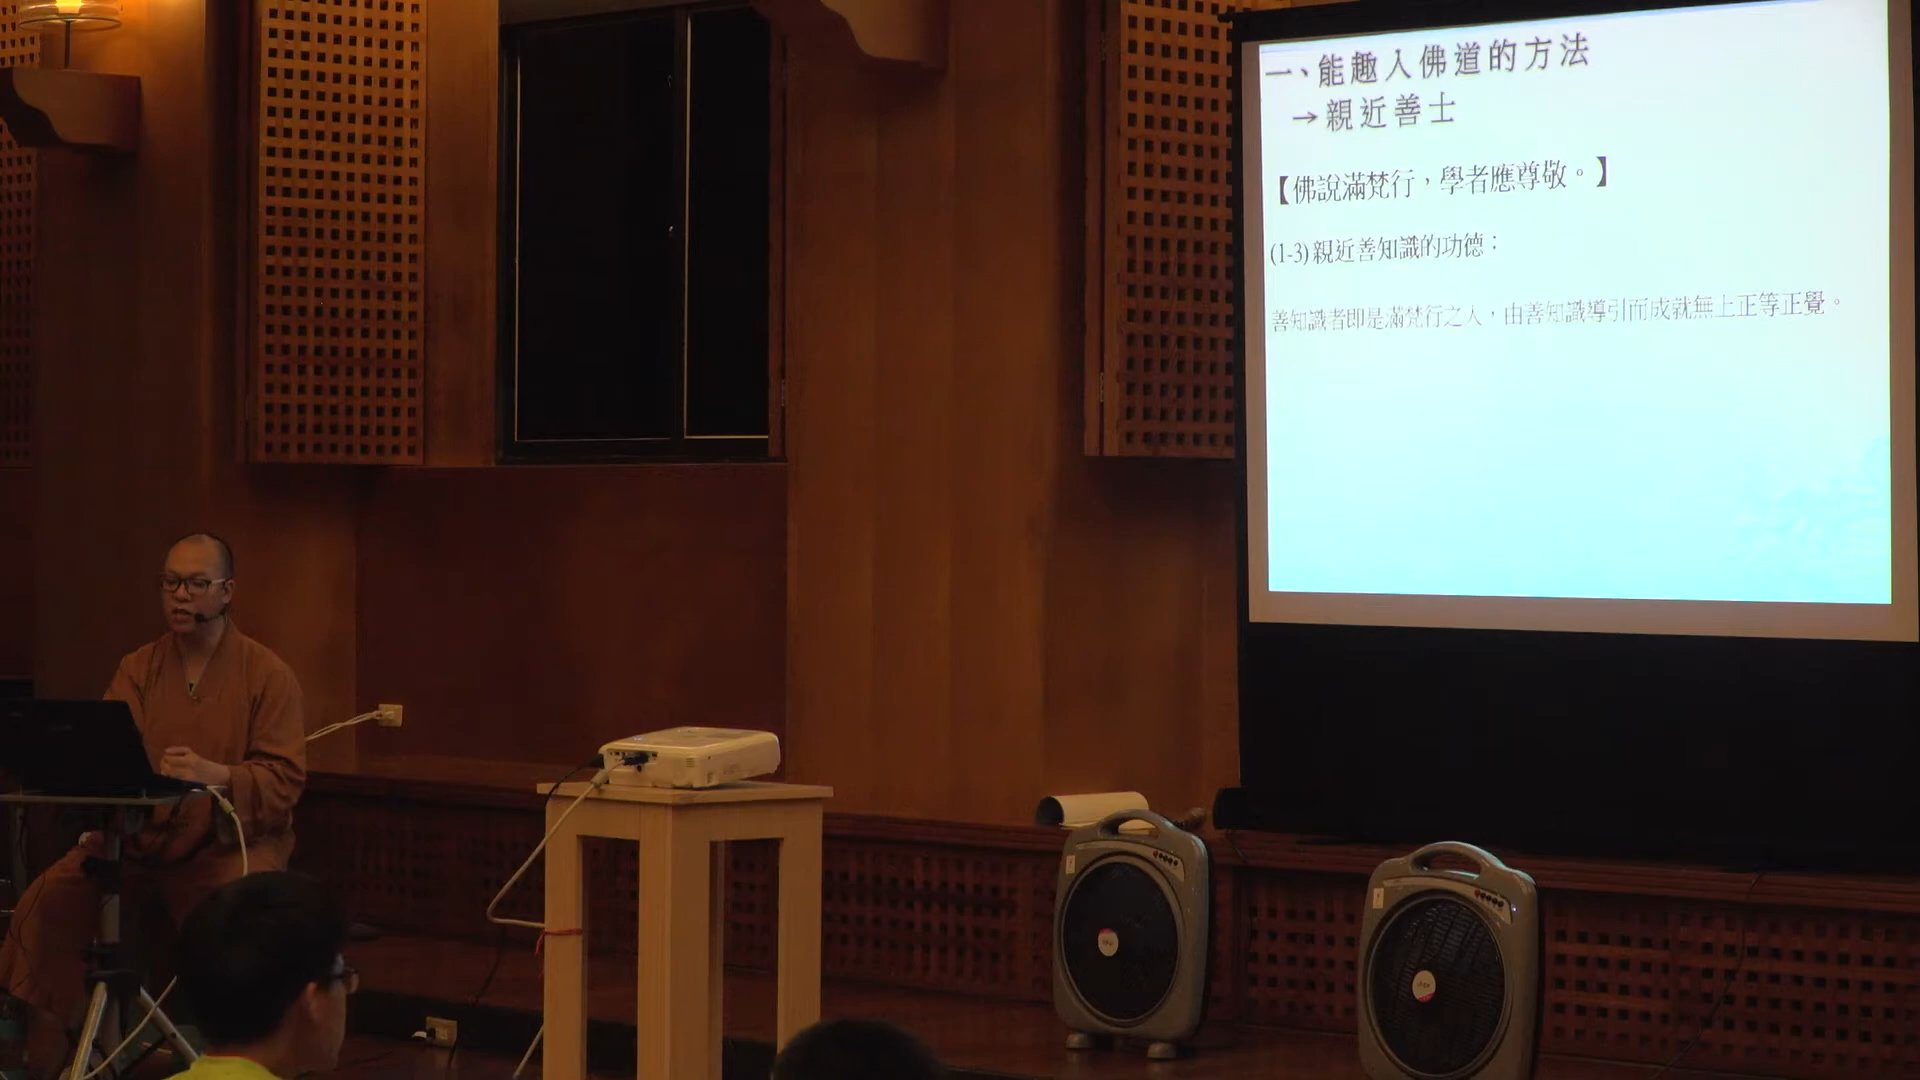 一、能趣入佛道的方法
→親近善士
【佛說滿梵行，學者應尊敬。】
(1-3)親近善知識的功德：
善知識者即是滿梵行之人，由善知識導引而成就無上正等正覺。